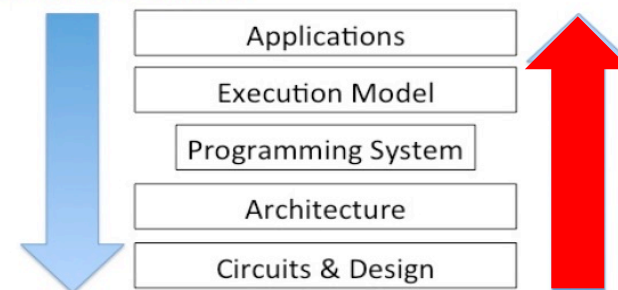 Applications
Execution Model
Programming System
Architecture
Circuits & Design